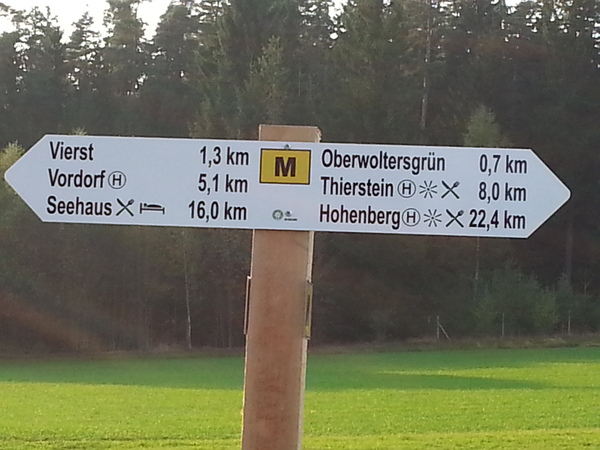 Vierst 1,3 km
Vordorf H 5,1 km
Seehaus 16,0 km
M
Oberwoltersgrün 0,7 km
Thierstein H 8,0 km
Hohenberg H 22,4 km